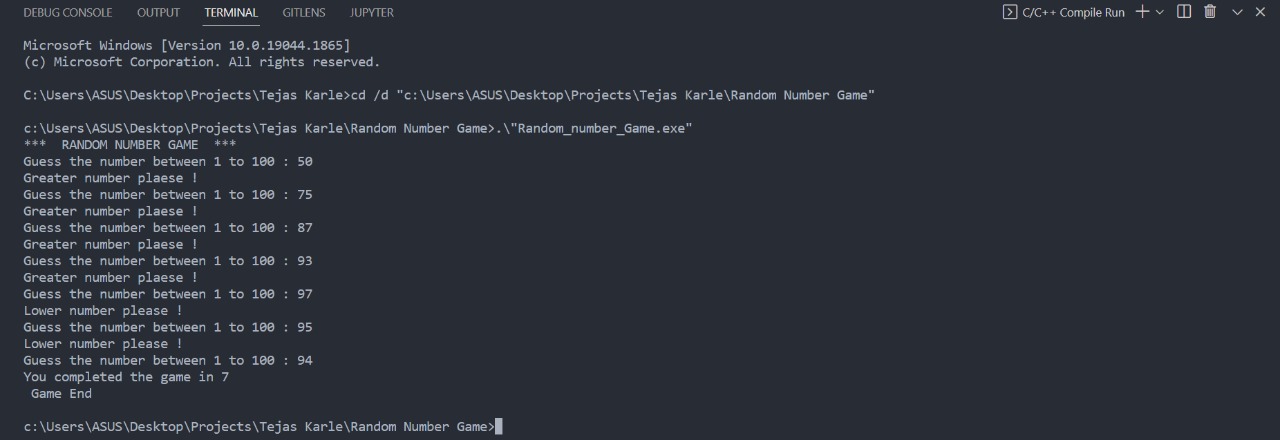 DEBUG CONSOLE OUTPUT TERMINAL GITLENS JUPYTER C/C++ Compile Run
Microsoft Windows [Version 10.0.19044.1865]
(c) Microsoft Corporation. All rights reserved.
C:\Users\ASUS\Desktop\Projects\Tejas Karle>cd /d "c:\Users\ASUS\Desktop\Projects\Tejas Karle\Random Number Game"
c:\Users\ASUS\Desktop\Projects\Tejas Karle\Random Number Game>.\"Random_number_Game.exe"
***  RANDOM NUMBER GAME  ***
Guess the number between 1 to 100 : 50
Greater number plaese !
Guess the number between 1 to 100 : 75
Greater number plaese !
Guess the number between 1 to 100 : 87
Greater number plaese !
Guess the number between 1 to 100 : 93
Greater number plaese !
Guess the number between 1 to 100 : 97
Lower number please !
Guess the number between 1 to 100 : 95
Lower number please !
Guess the number between 1 to 100 : 94
You completed the game in 7
 Game End
c:\Users\ASUS\Desktop\Projects\Tejas Karle\Random Number Game>